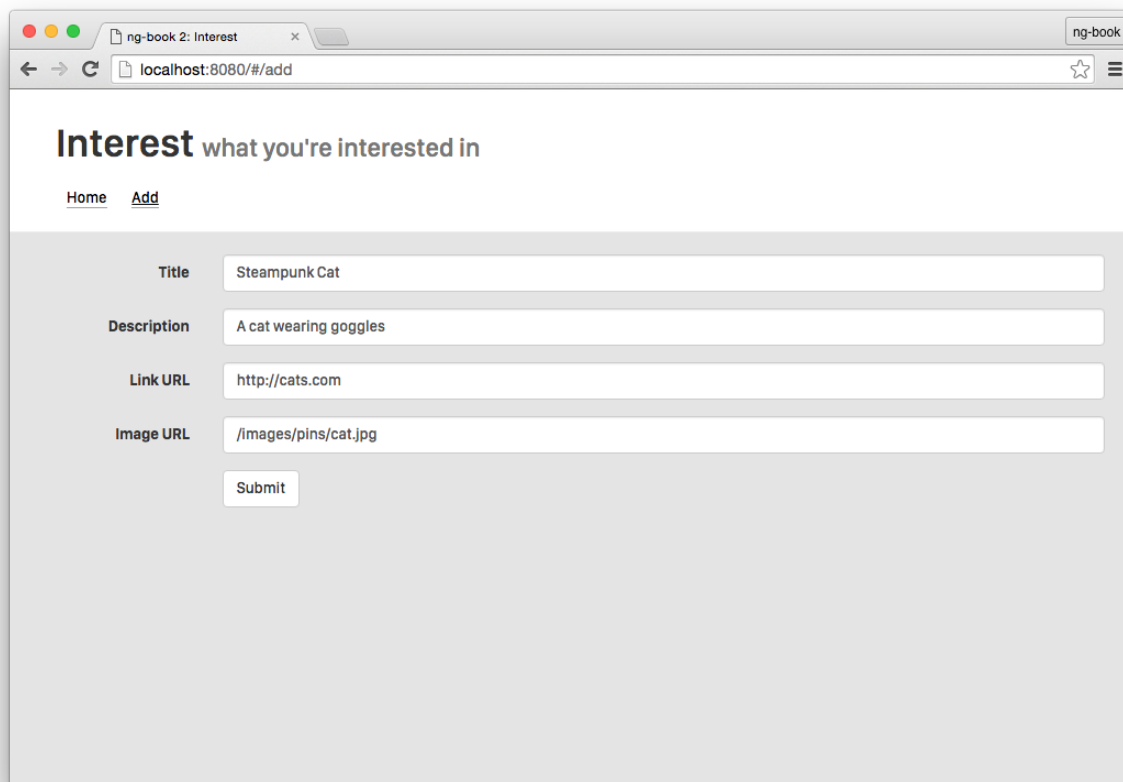 ng-book 2: Interest
ng-book
localhost:8080/#/add
Interest what you're interested in
Home Add
Title Steampunk Cat
Description A cat wearing goggles
Link URL http://cats.com
Image URL /images/pins/cat.jpg
Submit